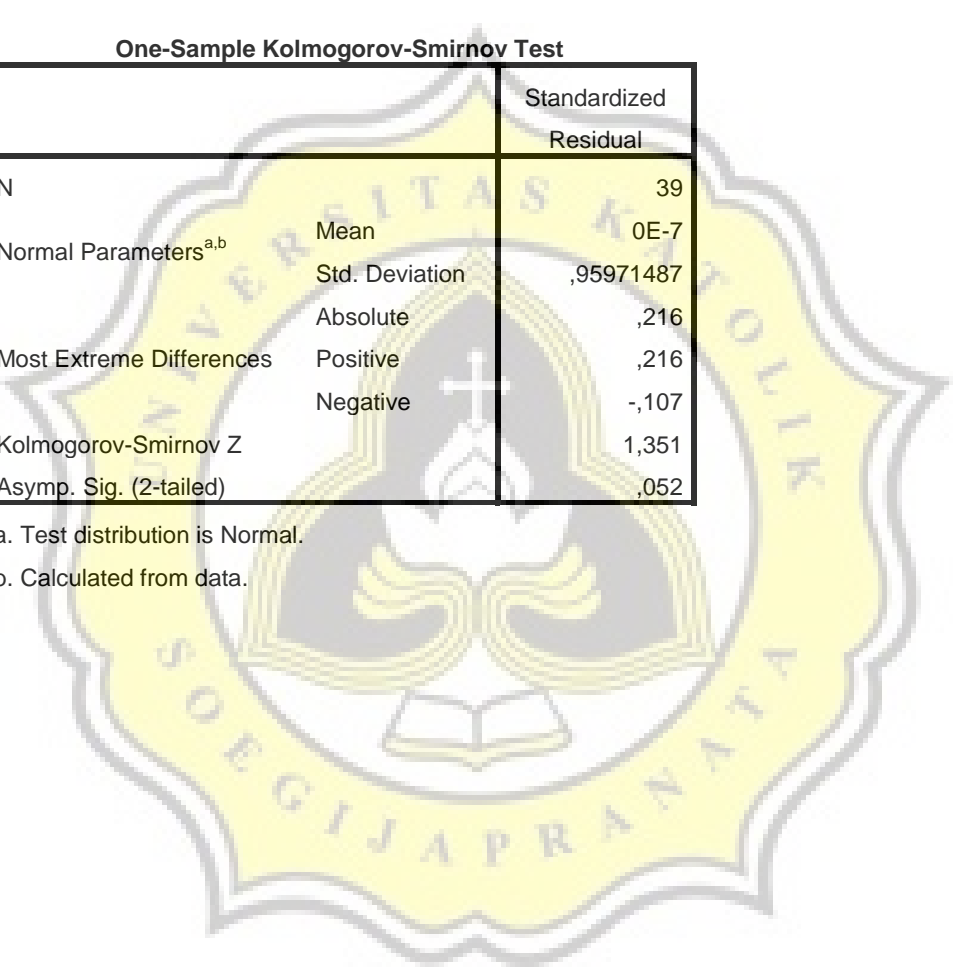 One-Sample Kolmogorov-Smirnov Test
Standardized
Residual
N 39
Normal Parametersa,b Mean 0E-7
Std. Deviation ,95971487
Most Extreme Differences Absolute ,216
Positive ,216
Negative -,107
Kolmogorov-Smirnov Z 1,351
Asymp. Sig. (2-tailed) ,052
a. Test distribution is Normal.
b. Calculated from data.
UNIVERSITAS KATOLIK
SOEGIJAPRANATA